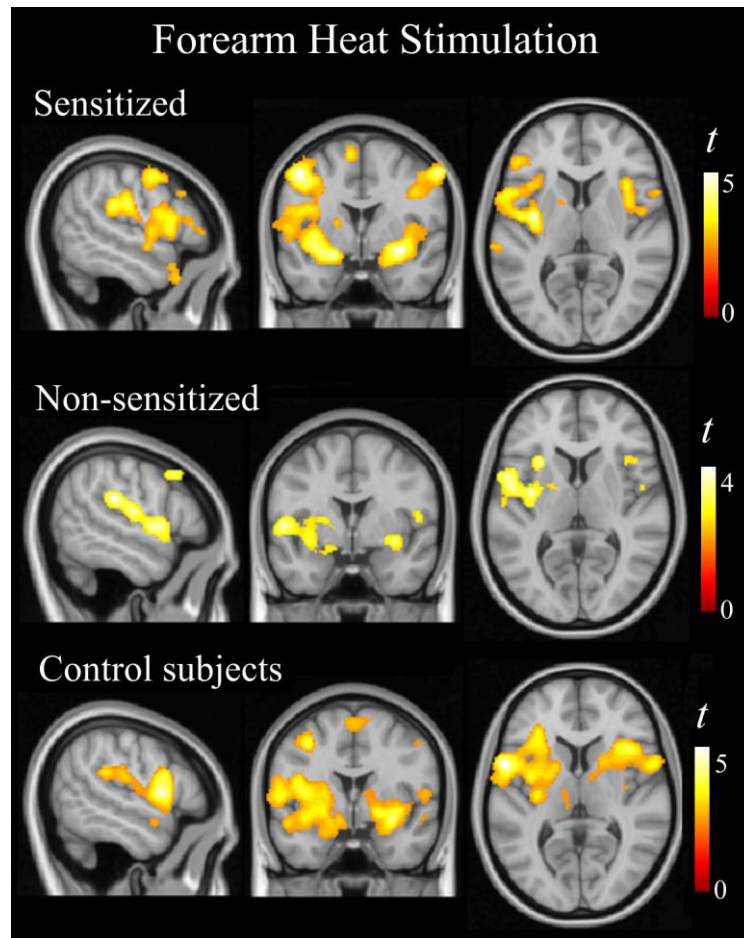 Forearm Heat Stimulation
Sensitized
t
5
0
Non-sensitized
t
4
0
Control subjects
t
5
0